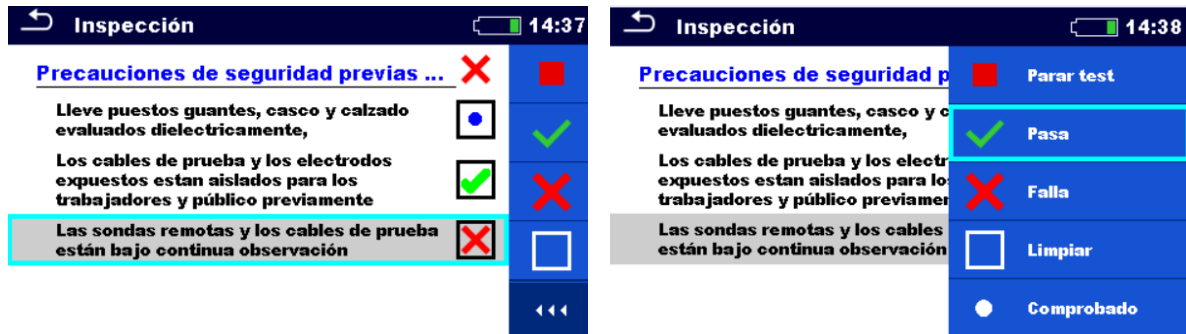 Inspección
14:37
Precauciones de seguridad previas ...
Lleve puestos guantes, casco y calzado
evaluados dielectricamente,
Los cables de prueba y los electrodos
expuestos estan aislados para los
trabajadores y público previamente
Las sondas remotas y los cables de prueba
están bajo continua observación
Inspección
14:38
Precauciones de seguridad p
Lleve puestos guantes, casco y c
evaluados dielectricamente,
Los cables de prueba y los electr
expuestos estan aislados para lo
trabajadores y público previamen
Las sondas remotas y los cables
están bajo continua observación
Parar test
Pasa
Falla
Limpiar
Comprobado